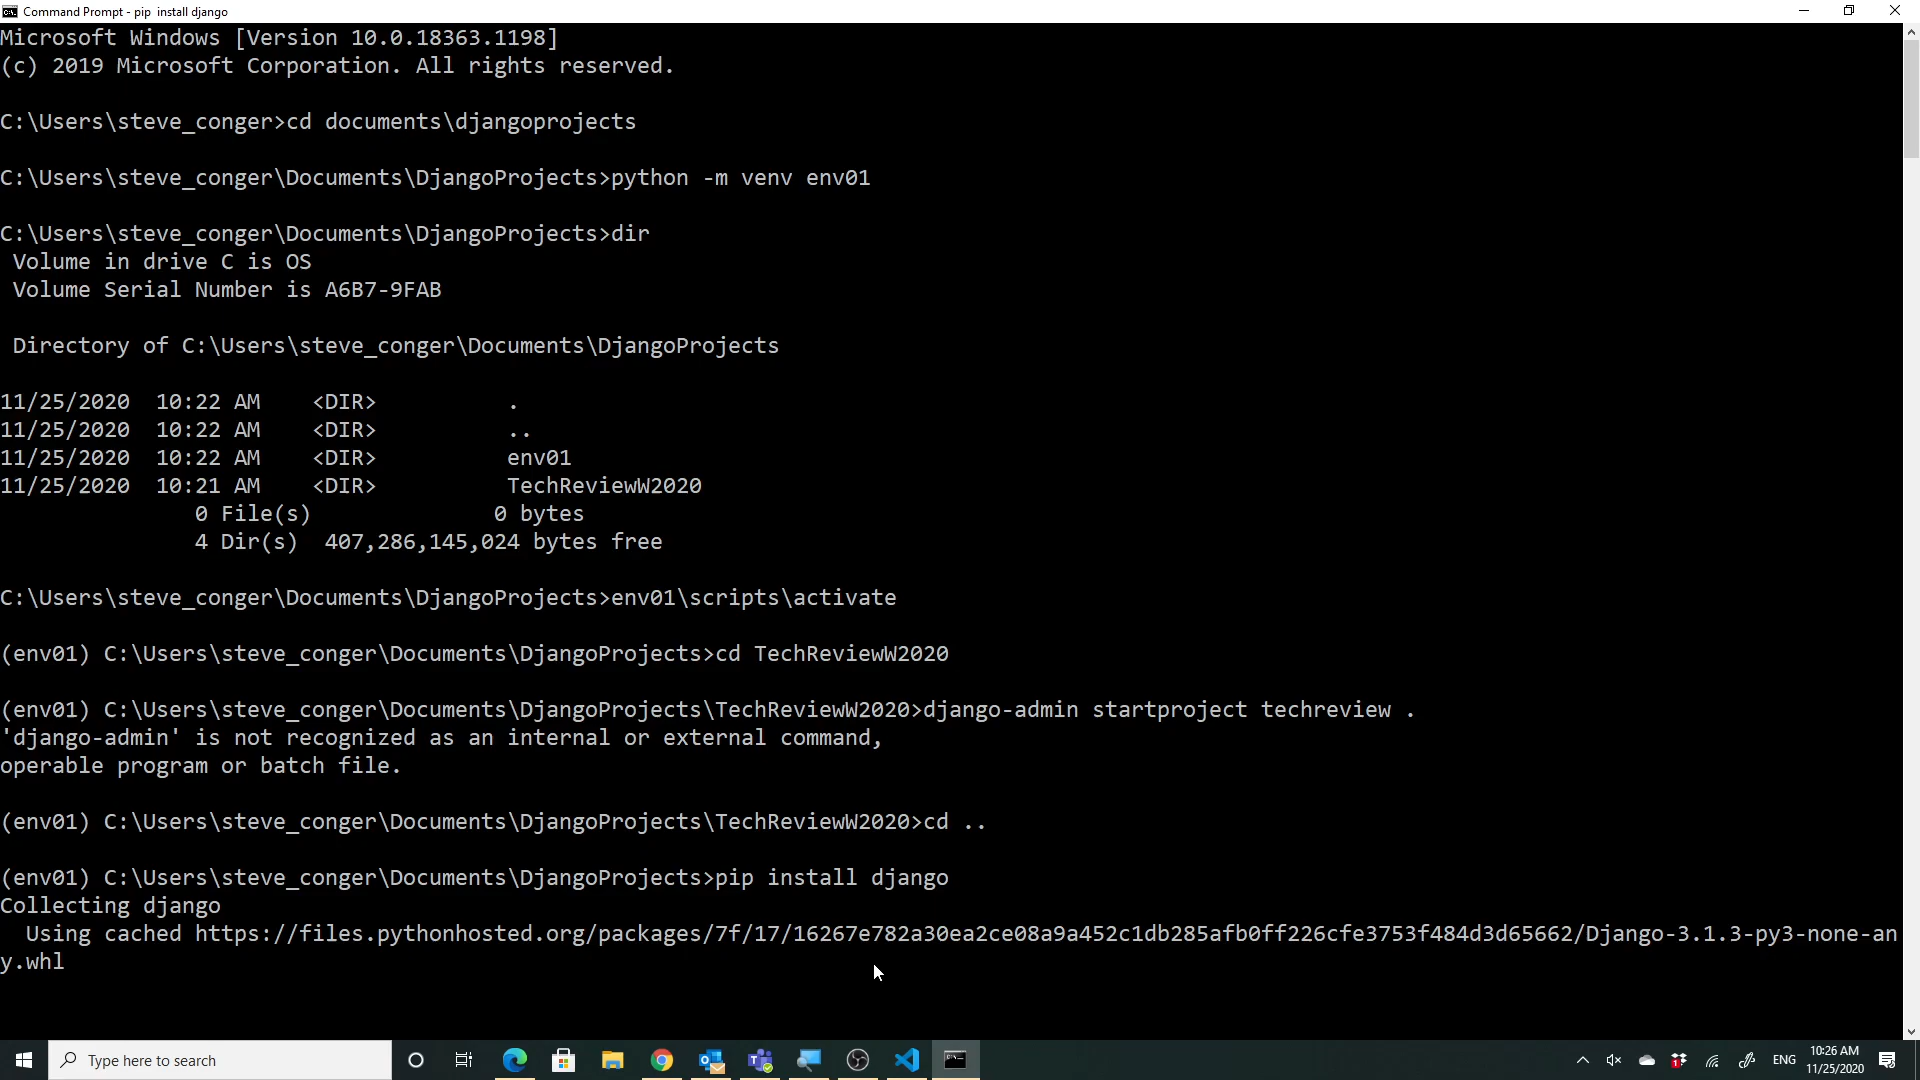 Command Prompt - pip  install django
Microsoft Windows [Version 10.0.18363.1198]
(c) 2019 Microsoft Corporation. All rights reserved.
C:\Users\steve_conger>cd documents\djangoprojects
C:\Users\steve_conger\Documents\DjangoProjects>python -m venv env01
C:\Users\steve_conger\Documents\DjangoProjects>dir
 Volume in drive C is OS
 Volume Serial Number is A6B7-9FAB
 Directory of C:\Users\steve_conger\Documents\DjangoProjects
11/25/2020  10:22 AM    <DIR>          .
11/25/2020  10:22 AM    <DIR>          ..
11/25/2020  10:22 AM    <DIR>          env01
11/25/2020  10:21 AM    <DIR>          TechReviewW2020
               0 File(s)              0 bytes
               4 Dir(s)  407,286,145,024 bytes free
C:\Users\steve_conger\Documents\DjangoProjects>env01\scripts\activate
(env01) C:\Users\steve_conger\Documents\DjangoProjects>cd TechReviewW2020
(env01) C:\Users\steve_conger\Documents\DjangoProjects\TechReviewW2020>django-admin startproject techreview .
'django-admin' is not recognized as an internal or external command,
operable program or batch file.
(env01) C:\Users\steve_conger\Documents\DjangoProjects\TechReviewW2020>cd ..
(env01) C:\Users\steve_conger\Documents\DjangoProjects>pip install django
Collecting django
  Using cached https://files.pythonhosted.org/packages/7f/17/16267e782a30ea2ce08a9a452c1db285afb0ff226cfe3753f484d3d65662/Django-3.1.3-py3-none-an
y.whl
Type here to search
ENG
10:26 AM
11/25/2020